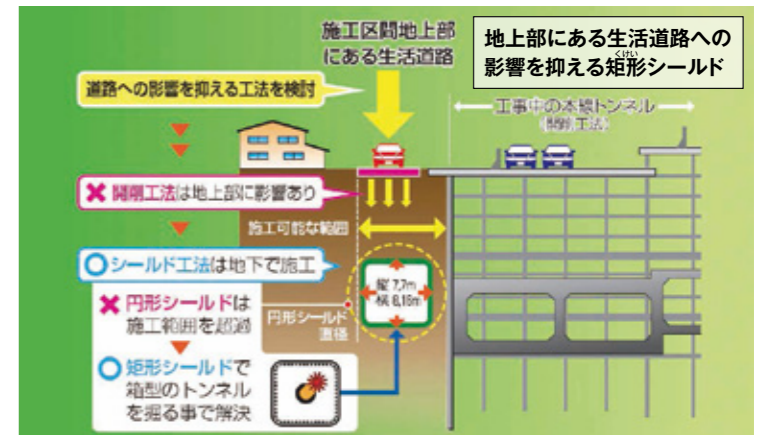 施工区間地上部
にある生活道路
地上部にある生活道路への
影響を抑える矩形シールド
くけい
道路への影響を抑える工法を検討
工事中の本線トンネル
(開削工法)
✖開削工法は地上部に影響あり
施工可能な範囲
〇シールド工法は地下で施工
縦 7.7m
横 8.15m
✖円形シールドは
施工範囲を超過
円形シールド
直径
〇矩形シールドで
箱型のトンネル
を掘る事で解決